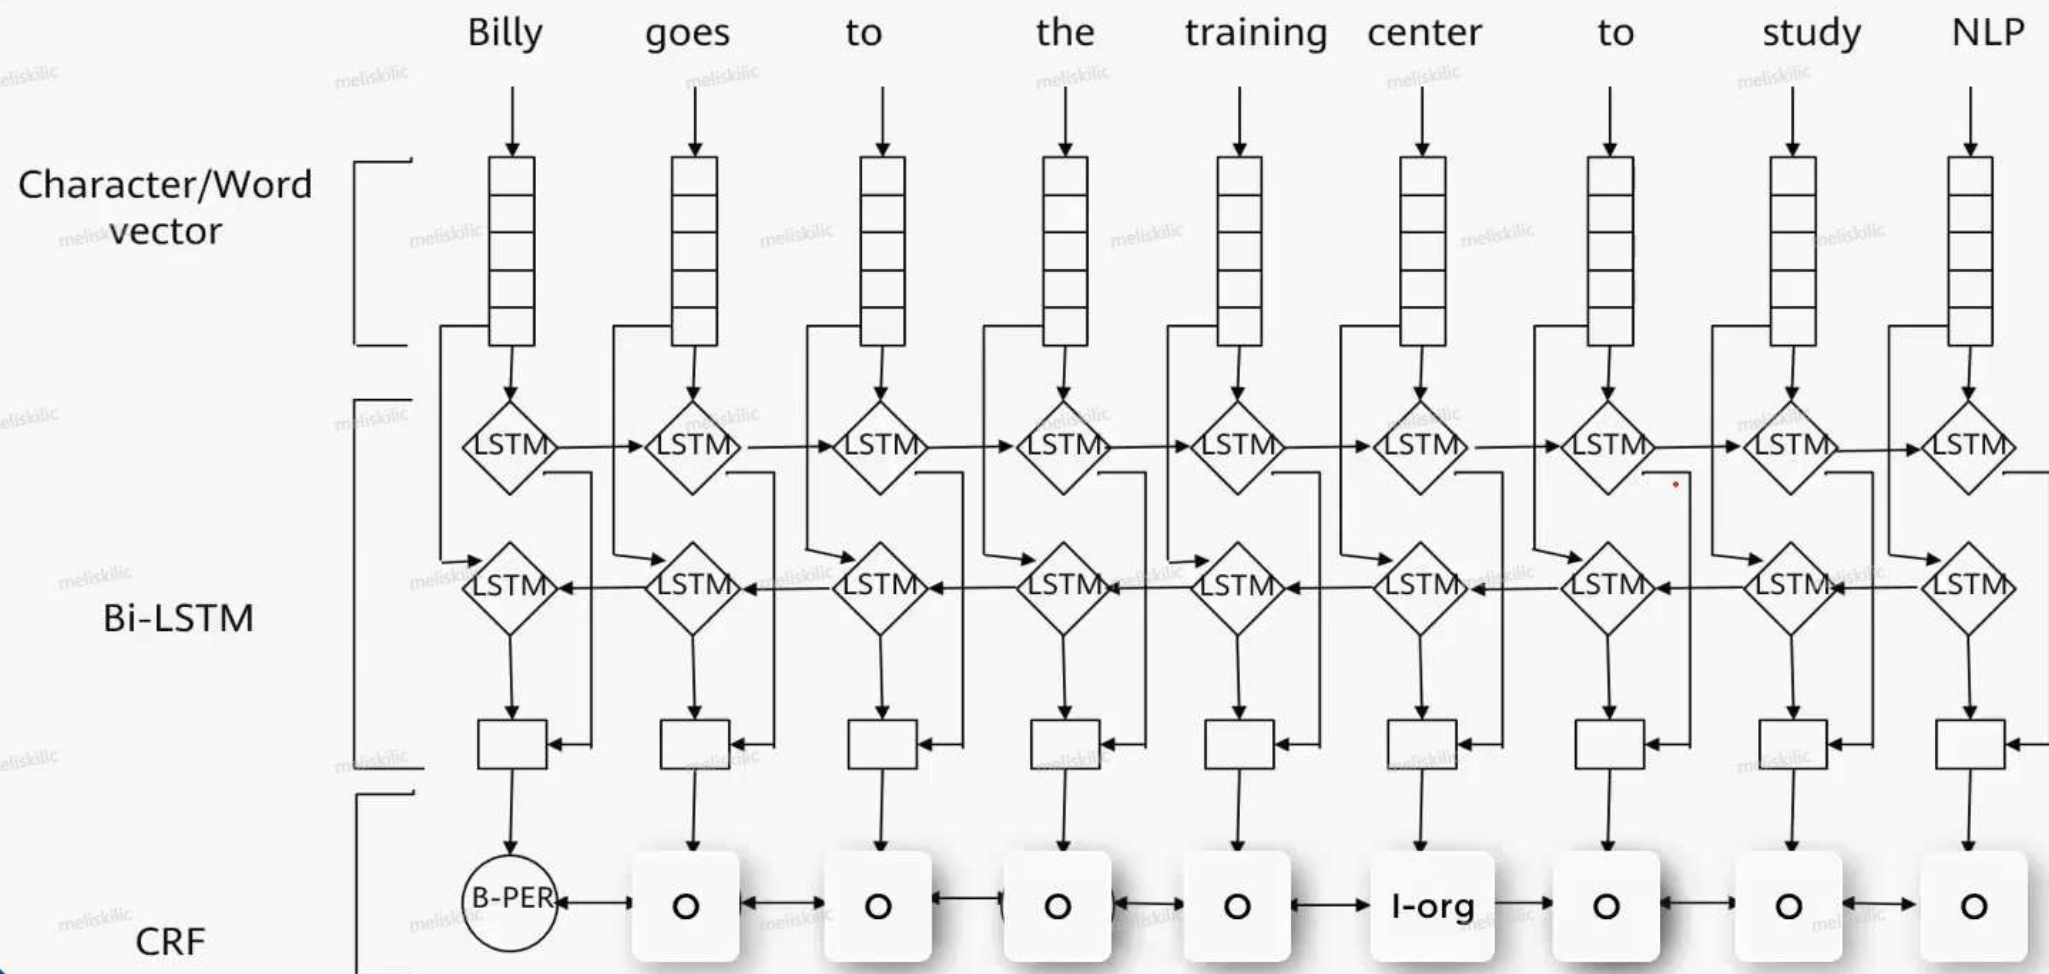 Billy goes to the training center to study NLP
Character/Word
vector
LSTM LSTM LSTM LSTM LSTM LSTM LSTM LSTM LSTM
Bi-LSTM
LSTM LSTM LSTM LSTM LSTM LSTM LSTM LSTM LSTM
CRF
B-PER O O O O I-org O O O
meliskilic